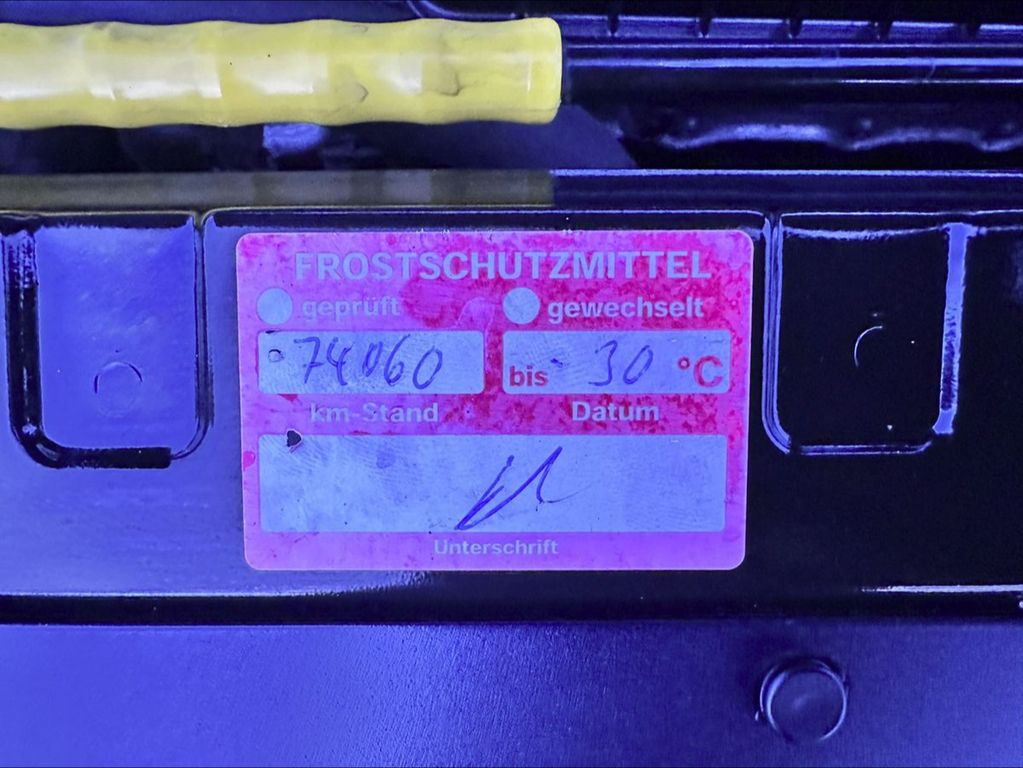 FROSTSCHUTZMITTEL
geprüft gewechselt
74060 bis - 30 °C
km-Stand Datum
Unterschrift